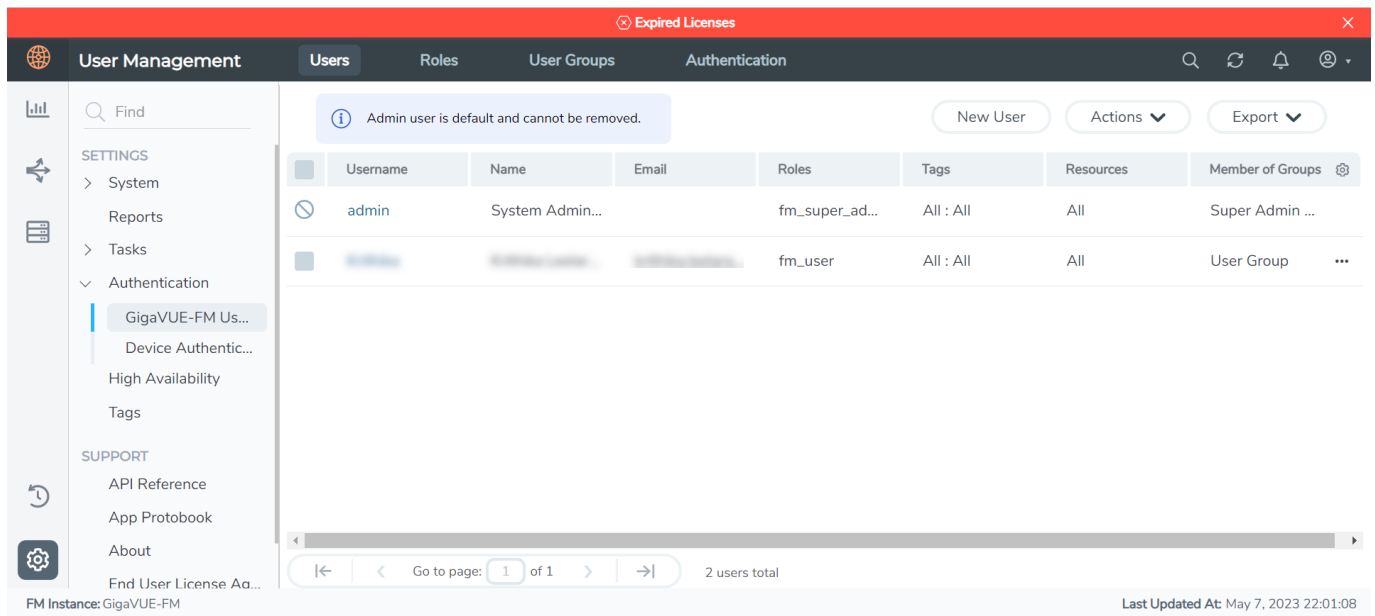 Expired Licenses
User Management Users Roles User Groups Authentication
Find
Admin user is default and cannot be removed. New User Actions Export
SETTINGS
System
Reports
Tasks
Authentication
GigaVUE-FM Us...
Device Authentic...
High Availability
Tags
SUPPORT
API Reference
App Protobook
About
End User License Ag...
Username Name Email Roles Tags Resources Member of Groups
admin System Admin... fm_super_ad... All : All All Super Admin ...
fm_user All : All All User Group
Go to page: 1 of 1 2 users total
FM Instance: GigaVUE-FM Last Updated At: May 7, 2023 22:01:08